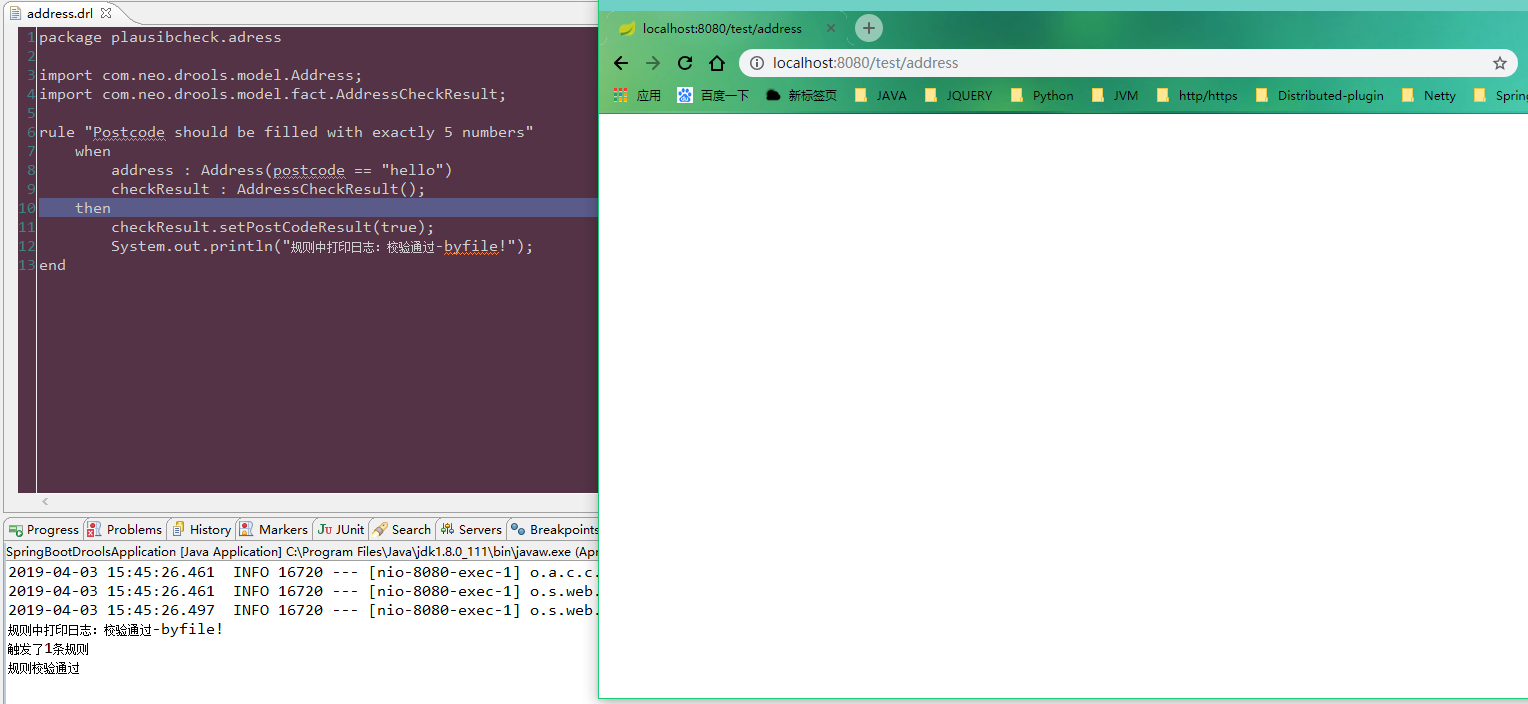 address.drl
1 package plausibcheck.adress
2
3 import com.neo.drools.model.Address;
4 import com.neo.drools.model.fact.AddressCheckResult;
5
6 rule "Postcode should be filled with exactly 5 numbers"
7 when
8 address : Address(postcode == "hello")
9 checkResult : AddressCheckResult();
10 then
11 checkResult.setPostCodeResult(true);
12 System.out.println("规则中打印日志：校验通过-byfile!");
13 end
Progress Problems History Markers JUnit Search Servers Breakpoints
SpringBootDroolsApplication [Java Application] C:\Program Files\Java\jdk1.8.0_111\bin\javaw.exe (Apr
2019-04-03 15:45:26.461 INFO 16720 --- [nio-8080-exec-1] o.a.c.c.
2019-04-03 15:45:26.461 INFO 16720 --- [nio-8080-exec-1] o.s.web.
2019-04-03 15:45:26.497 INFO 16720 --- [nio-8080-exec-1] o.s.web.
规则中打印日志：校验通过-byfile!
触发了1条规则
规则校验通过
localhost:8080/test/address
localhost:8080/test/address
应用 百度一下 新标签页 JAVA JQUERY Python JVM http/https Distributed-plugin Netty Spring